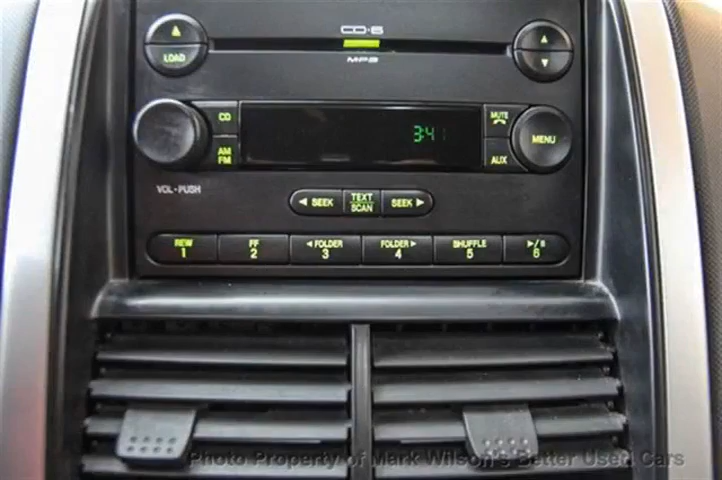 CD·6
LOAD
MP3
CD
3:41
MUTE
MENU
AM
FM
AUX
VOL·PUSH
◄ SEEK
TEXT
SCAN
SEEK ►
REW
1
FF
2
◄ FOLDER
3
FOLDER ►
4
SHUFFLE
5
►/II
6
Photo Property of Mark Wilson's Better Used Cars